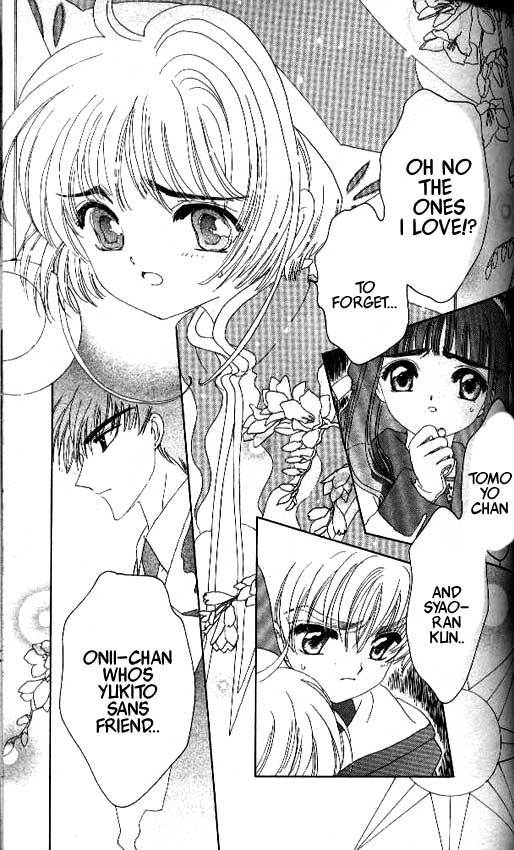 OH NO
THE
ONES
I LOVE!?
TO
FORGET...
TOMO
YO
CHAN
AND
SYAO-
RAN
KUN..
ONII-CHAN
WHOS
YUKITO
SANS
FRIEND...